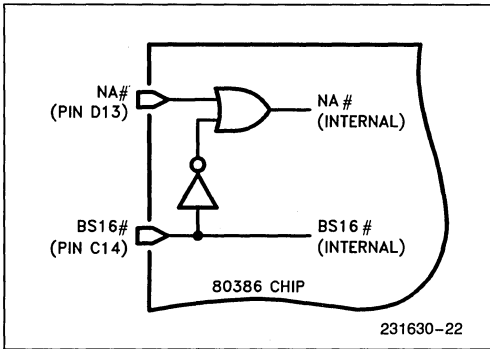 NA#
(PIN D13)
NA#
(INTERNAL)
BS16#
(PIN C14)
BS16#
(INTERNAL)
80386 CHIP
231630-22